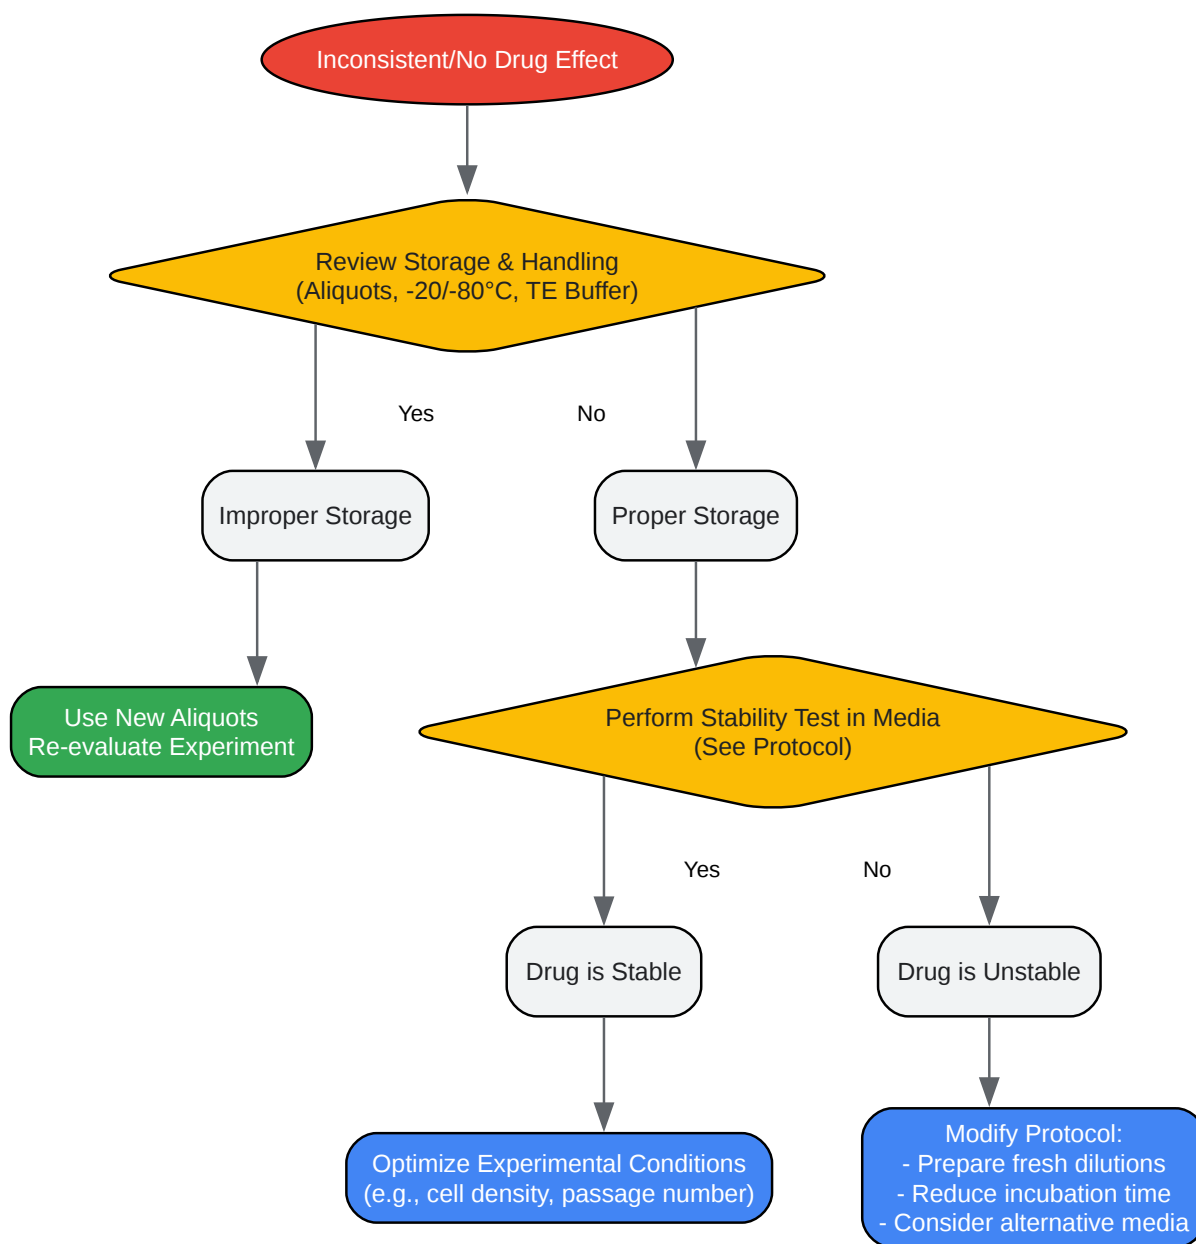 Inconsistent/No Drug Effect
Review Storage & Handling
(Aliquots, -20/-80°C, TE Buffer)
Yes
No
Improper Storage
Proper Storage
Use New Aliquots
Re-evaluate Experiment
Perform Stability Test in Media
(See Protocol)
Yes
No
Drug is Stable
Drug is Unstable
Optimize Experimental Conditions
(e.g., cell density, passage number)
Modify Protocol:
- Prepare fresh dilutions
- Reduce incubation time
- Consider alternative media